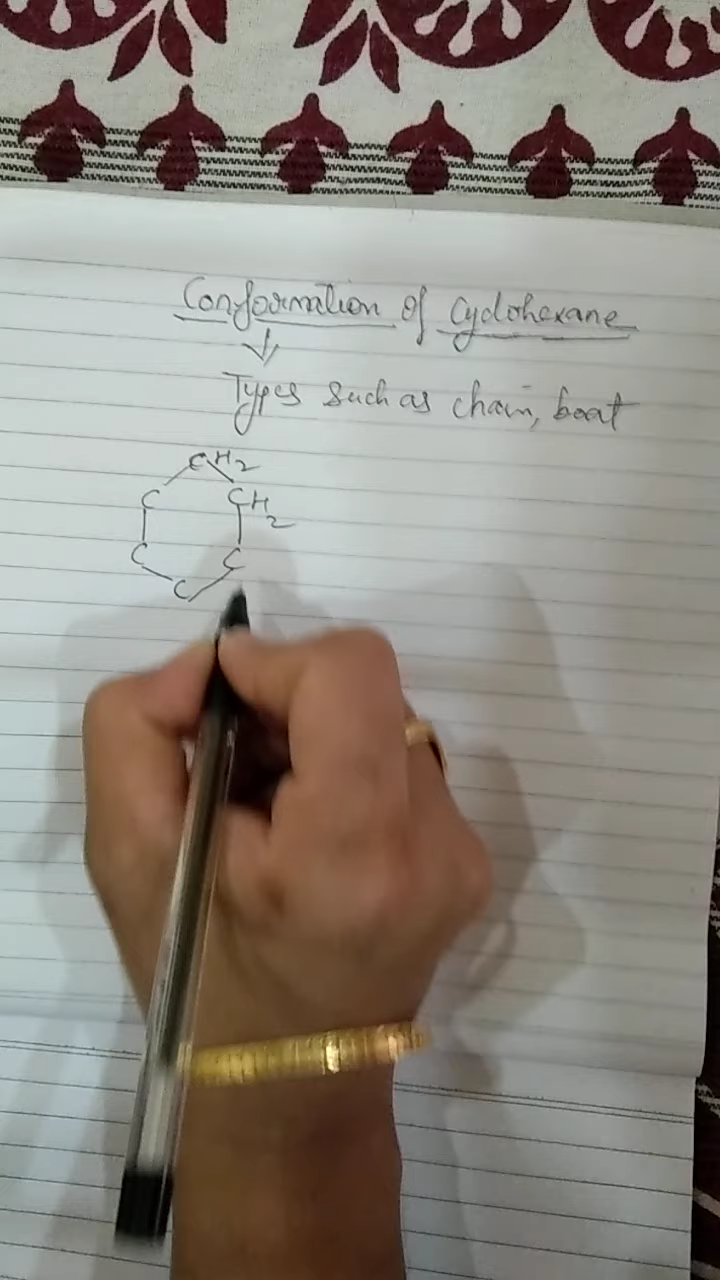 Conformation of Cyclohexane
Types such as chain, boat
CH2
C CH2
C C
C